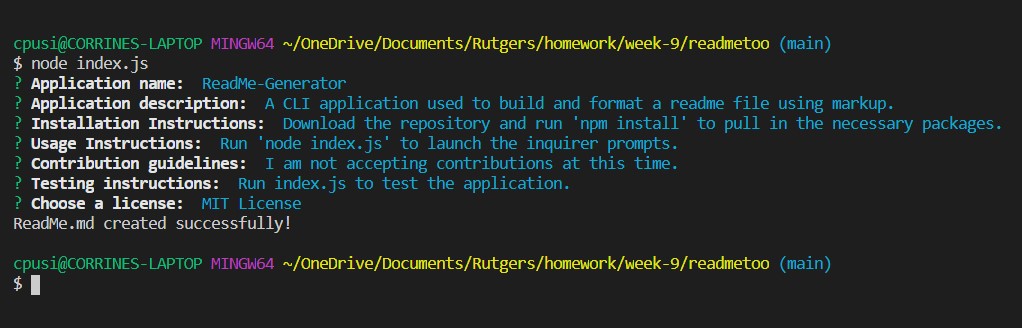 cpusi@CORRINES-LAPTOP MINGW64 ~/OneDrive/Documents/Rutgers/homework/week-9/readmetoo (main)
$ node index.js
? Application name:  ReadMe-Generator
? Application description:  A CLI application used to build and format a readme file using markup.
? Installation Instructions:  Download the repository and run 'npm install' to pull in the necessary packages.
? Usage Instructions:  Run 'node index.js' to launch the inquirer prompts.
? Contribution guidelines:  I am not accepting contributions at this time.
? Testing instructions:  Run index.js to test the application.
? Choose a license:  MIT License
ReadMe.md created successfully!
cpusi@CORRINES-LAPTOP MINGW64 ~/OneDrive/Documents/Rutgers/homework/week-9/readmetoo (main)
$